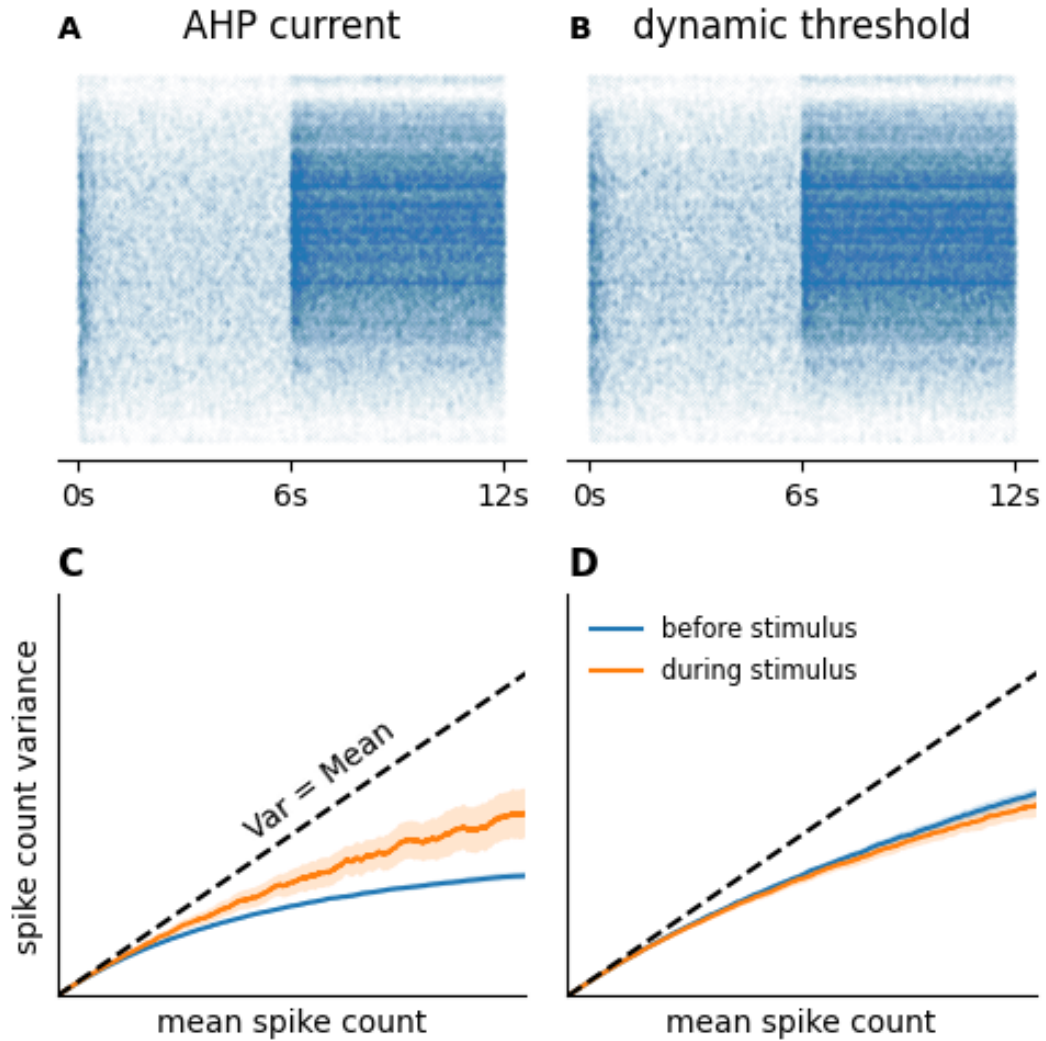 A AHP current
B dynamic threshold
0s 6s 12s
0s 6s 12s
C
D
spike count variance
Var = Mean
before stimulus
during stimulus
mean spike count
mean spike count